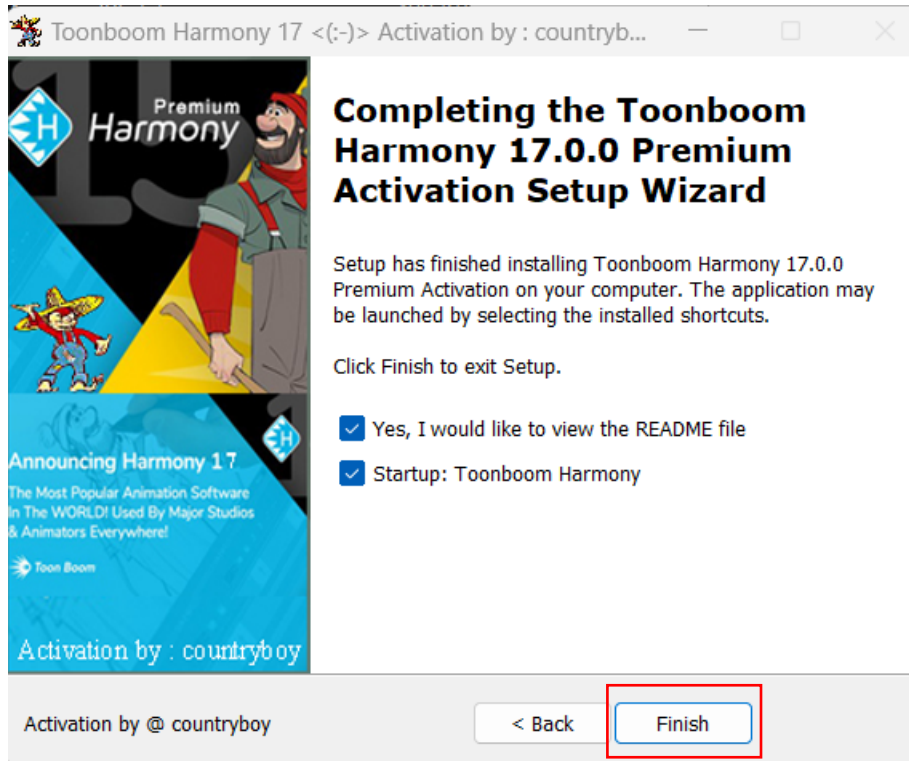 Toonboom Harmony 17 <(:-)> Activation by : countryb...
Premium
Harmony
H
Completing the Toonboom
Harmony 17.0.0 Premium
Activation Setup Wizard
Setup has finished installing Toonboom Harmony 17.0.0
Premium Activation on your computer. The application may
be launched by selecting the installed shortcuts.
Click Finish to exit Setup.
Yes, I would like to view the README file
Startup: Toonboom Harmony
H
Announcing Harmony 17
The Most Popular Animation Software
In The WORLD! Used By Major Studios
& Animators Everywhere!
Toon Boom
Activation by : countryboy
Activation by @ countryboy
< Back
Finish